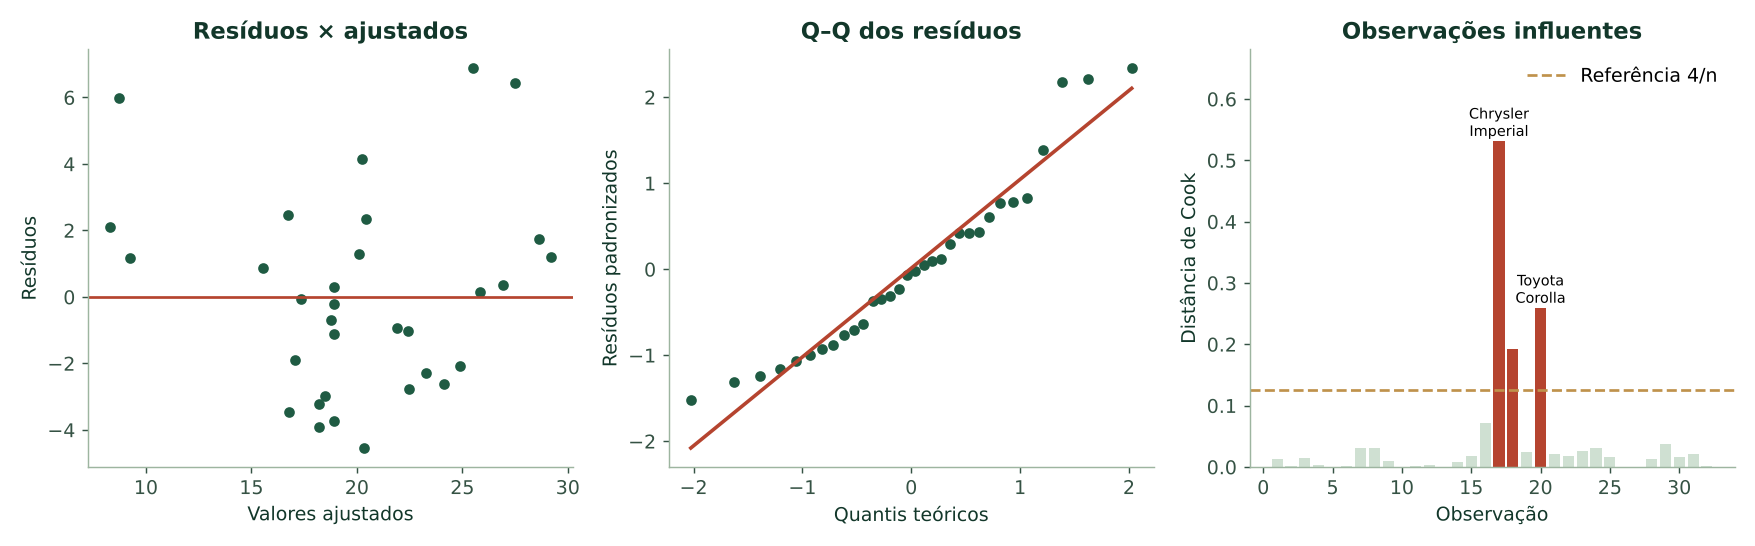 Resíduos × ajustados
Resíduos
6
4
2
0
−2
−4
10
15
20
25
30
Valores ajustados
Q–Q dos resíduos
Resíduos padronizados
2
1
0
−1
−2
−2
−1
0
1
2
Quantis teóricos
Observações influentes
Referência 4/n
Distância de Cook
0.6
0.5
0.4
0.3
0.2
0.1
0.0
Chrysler
Imperial
Toyota
Corolla
0
5
10
15
20
25
30
Observação